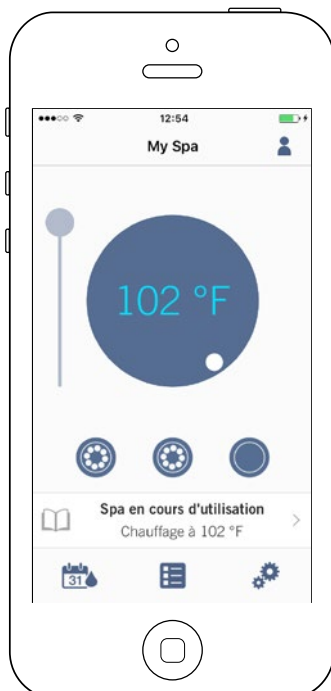 12:54
My Spa
102 °F
Spa en cours d'utilisation
Chauffage à 102 °F
31